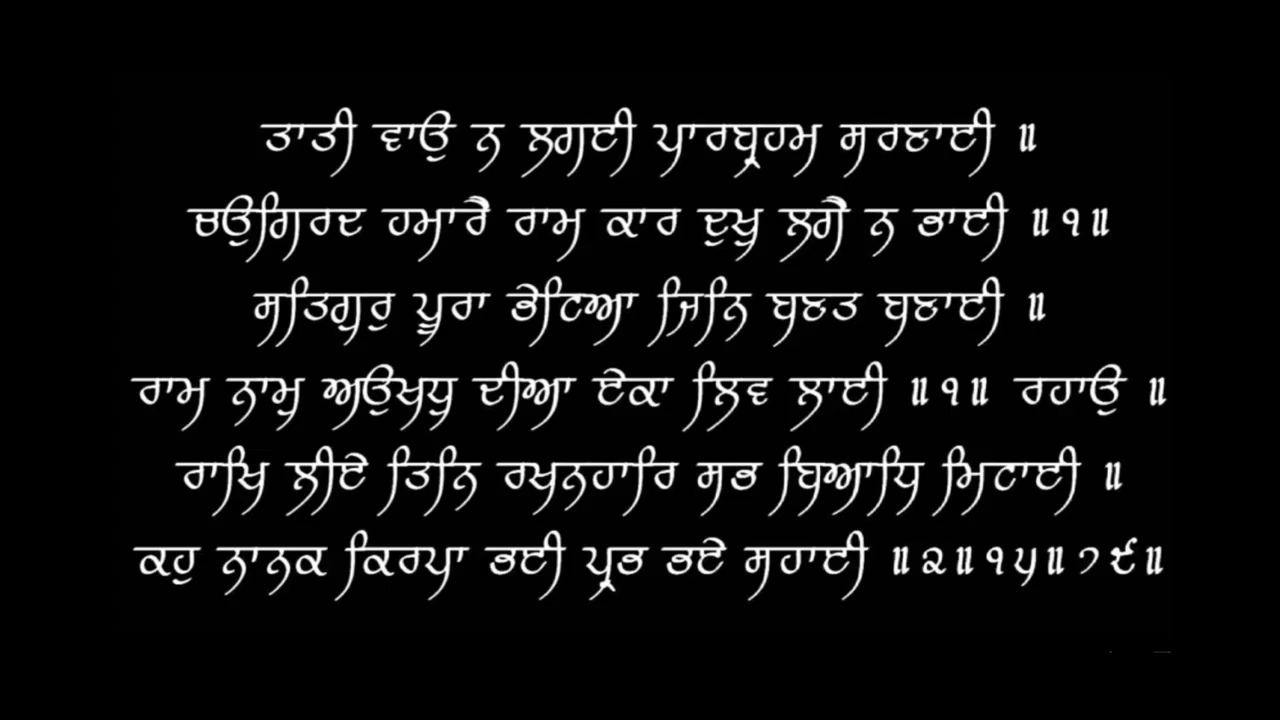 ਤਾਤੀ ਵਾਉ ਨ ਲਗਈ ਪਾਰਬ੍ਰਹਮ ਸਰਣਾਈ ॥
ਚਉਗਿਰਦ ਹਮਾਰੈ ਰਾਮ ਕਾਰ ਦੁਖੁ ਲਗੈ ਨ ਭਾਈ ॥੧॥
ਸਤਿਗੁਰੁ ਪੂਰਾ ਭੇਟਿਆ ਜਿਨਿ ਬਣਤ ਬਣਾਈ ॥
ਰਾਮ ਨਾਮੁ ਅਉਖਧੁ ਦੀਆ ਏਕਾ ਲਿਵ ਲਾਈ ॥੧॥ ਰਹਾਉ ॥
ਰਾਖਿ ਲੀਏ ਤਿਨਿ ਰਖਨਹਾਰਿ ਸਭ ਬਿਆਧਿ ਮਿਟਾਈ ॥
ਕਹੁ ਨਾਨਕ ਕਿਰਪਾ ਭਈ ਪ੍ਰਭ ਭਏ ਸਹਾਈ ॥੨॥੧੫॥੭੯॥